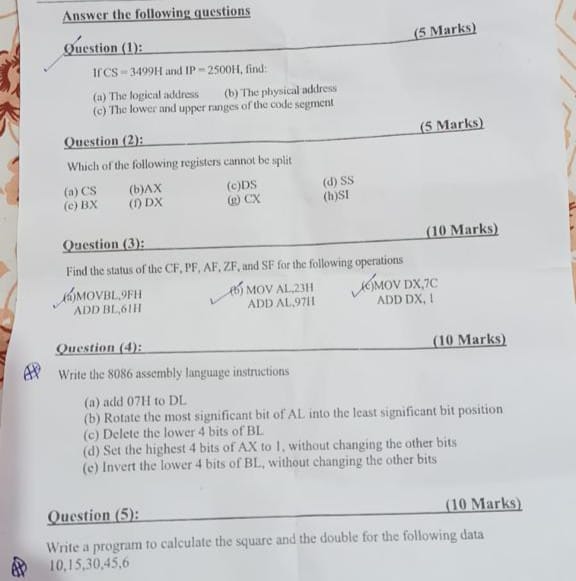 Answer the following questions
Question (1): (5 Marks)
If CS = 3499H and IP = 2500H, find:
(a) The logical address (b) The physical address
(c) The lower and upper ranges of the code segment
Question (2): (5 Marks)
Which of the following registers cannot be split
(a) CS (b)AX (c)DS (d) SS
(e) BX (f) DX (g) CX (h)SI
Question (3): (10 Marks)
Find the status of the CF, PF, AF, ZF, and SF for the following operations
(a)MOVBL,9FH (b) MOV AL,23H (c)MOV DX,7C
ADD BL,61H ADD AL,97H ADD DX, 1
Question (4): (10 Marks)
Write the 8086 assembly language instructions
(a) add 07H to DL
(b) Rotate the most significant bit of AL into the least significant bit position
(c) Delete the lower 4 bits of BL
(d) Set the highest 4 bits of AX to 1, without changing the other bits
(e) Invert the lower 4 bits of BL, without changing the other bits
Question (5): (10 Marks)
Write a program to calculate the square and the double for the following data
10,15,30,45,6